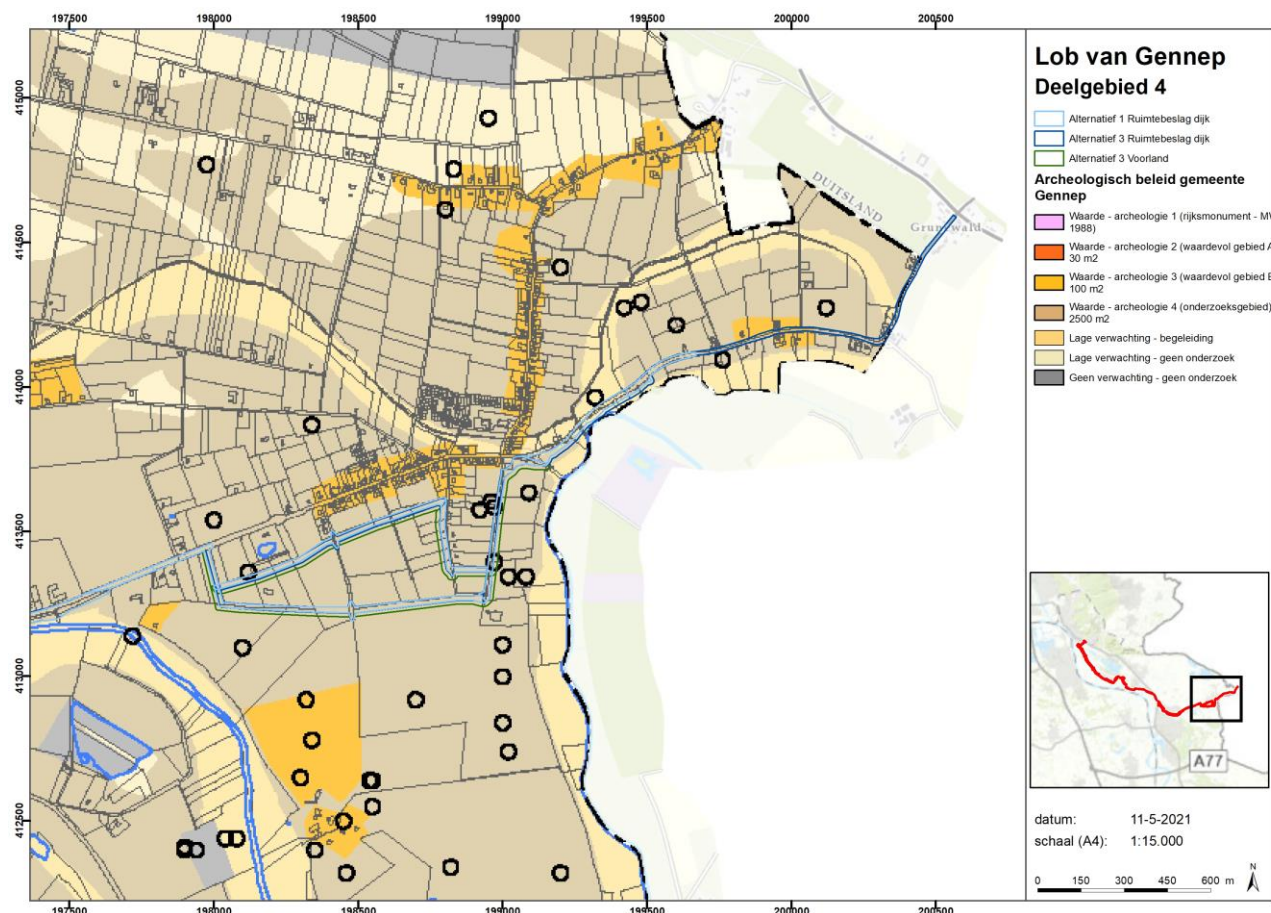 197500 198000 198500 199000 199500 200000 200500
415000
414500
414000
413500
413000
412500
DUITSLAND
Grunewald
197500 198000 198500 199000 199500 200000 200500
Lob van Gennep
Deelgebied 4
Alternatief 1 Ruimtebeslag dijk
Alternatief 3 Ruimtebeslag dijk
Alternatief 3 Voorland
Archeologisch beleid gemeente
Gennep
Waarde - archeologie 1 (rijksmonument - MW
1988)
Waarde - archeologie 2 (waardevol gebied A
30 m2
Waarde - archeologie 3 (waardevol gebied B
100 m2
Waarde - archeologie 4 (onderzoeksgebied)
2500 m2
Lage verwachting - begeleiding
Lage verwachting - geen onderzoek
Geen verwachting - geen onderzoek
A77
datum: 11-5-2021
schaal (A4): 1:15.000
0 150 300 450 600 m
N